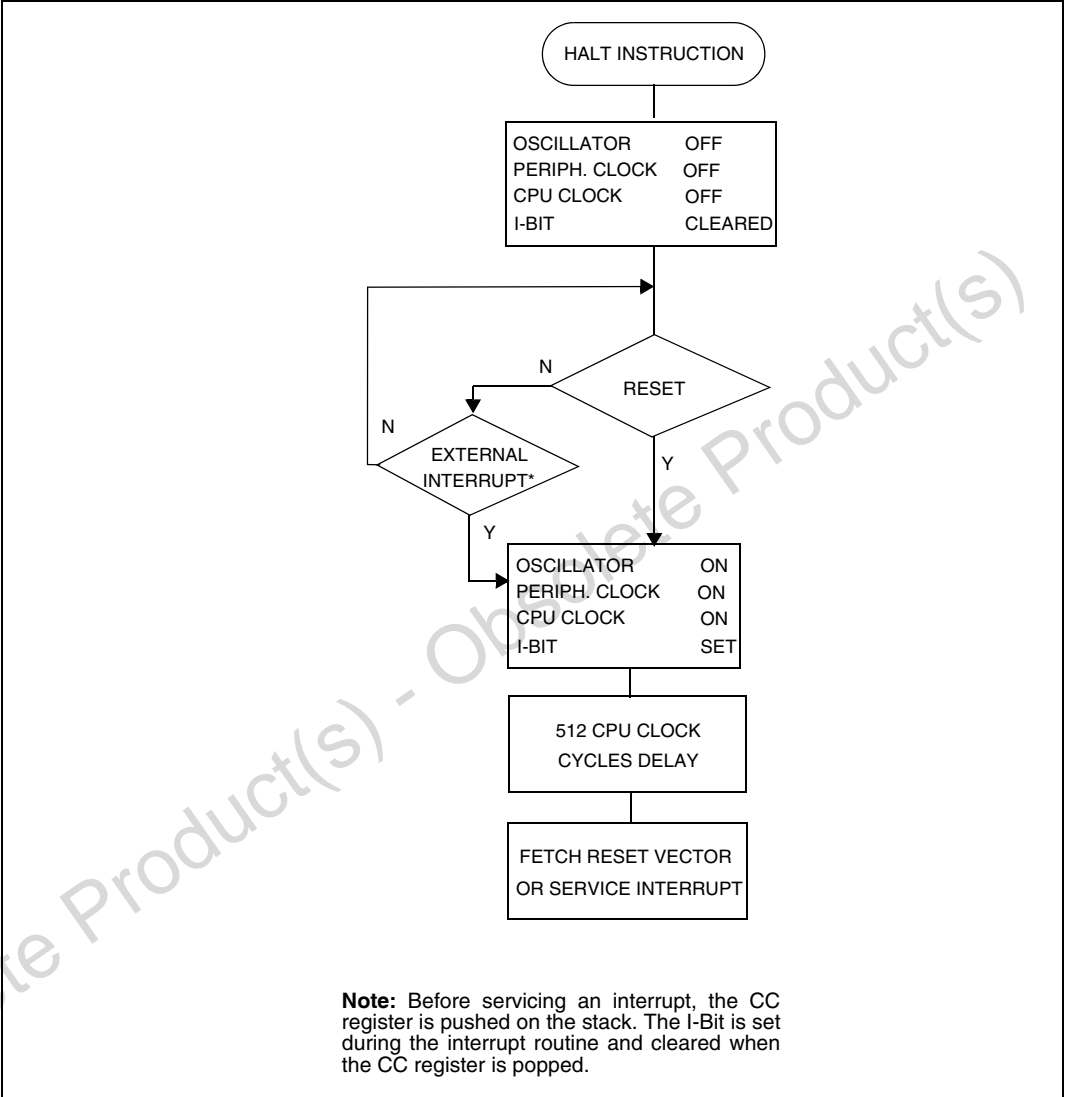 HALT INSTRUCTION
OSCILLATOR OFF
PERIPH. CLOCK OFF
CPU CLOCK OFF
I-BIT CLEARED
N
RESET
N
EXTERNAL
INTERRUPT*
Y
Y
OSCILLATOR ON
PERIPH. CLOCK ON
CPU CLOCK ON
I-BIT SET
512 CPU CLOCK
CYCLES DELAY
FETCH RESET VECTOR
OR SERVICE INTERRUPT
Note: Before servicing an interrupt, the CC
register is pushed on the stack. The I-Bit is set
during the interrupt routine and cleared when
the CC register is popped.
ete Product(s) - Obsolete Product(s)